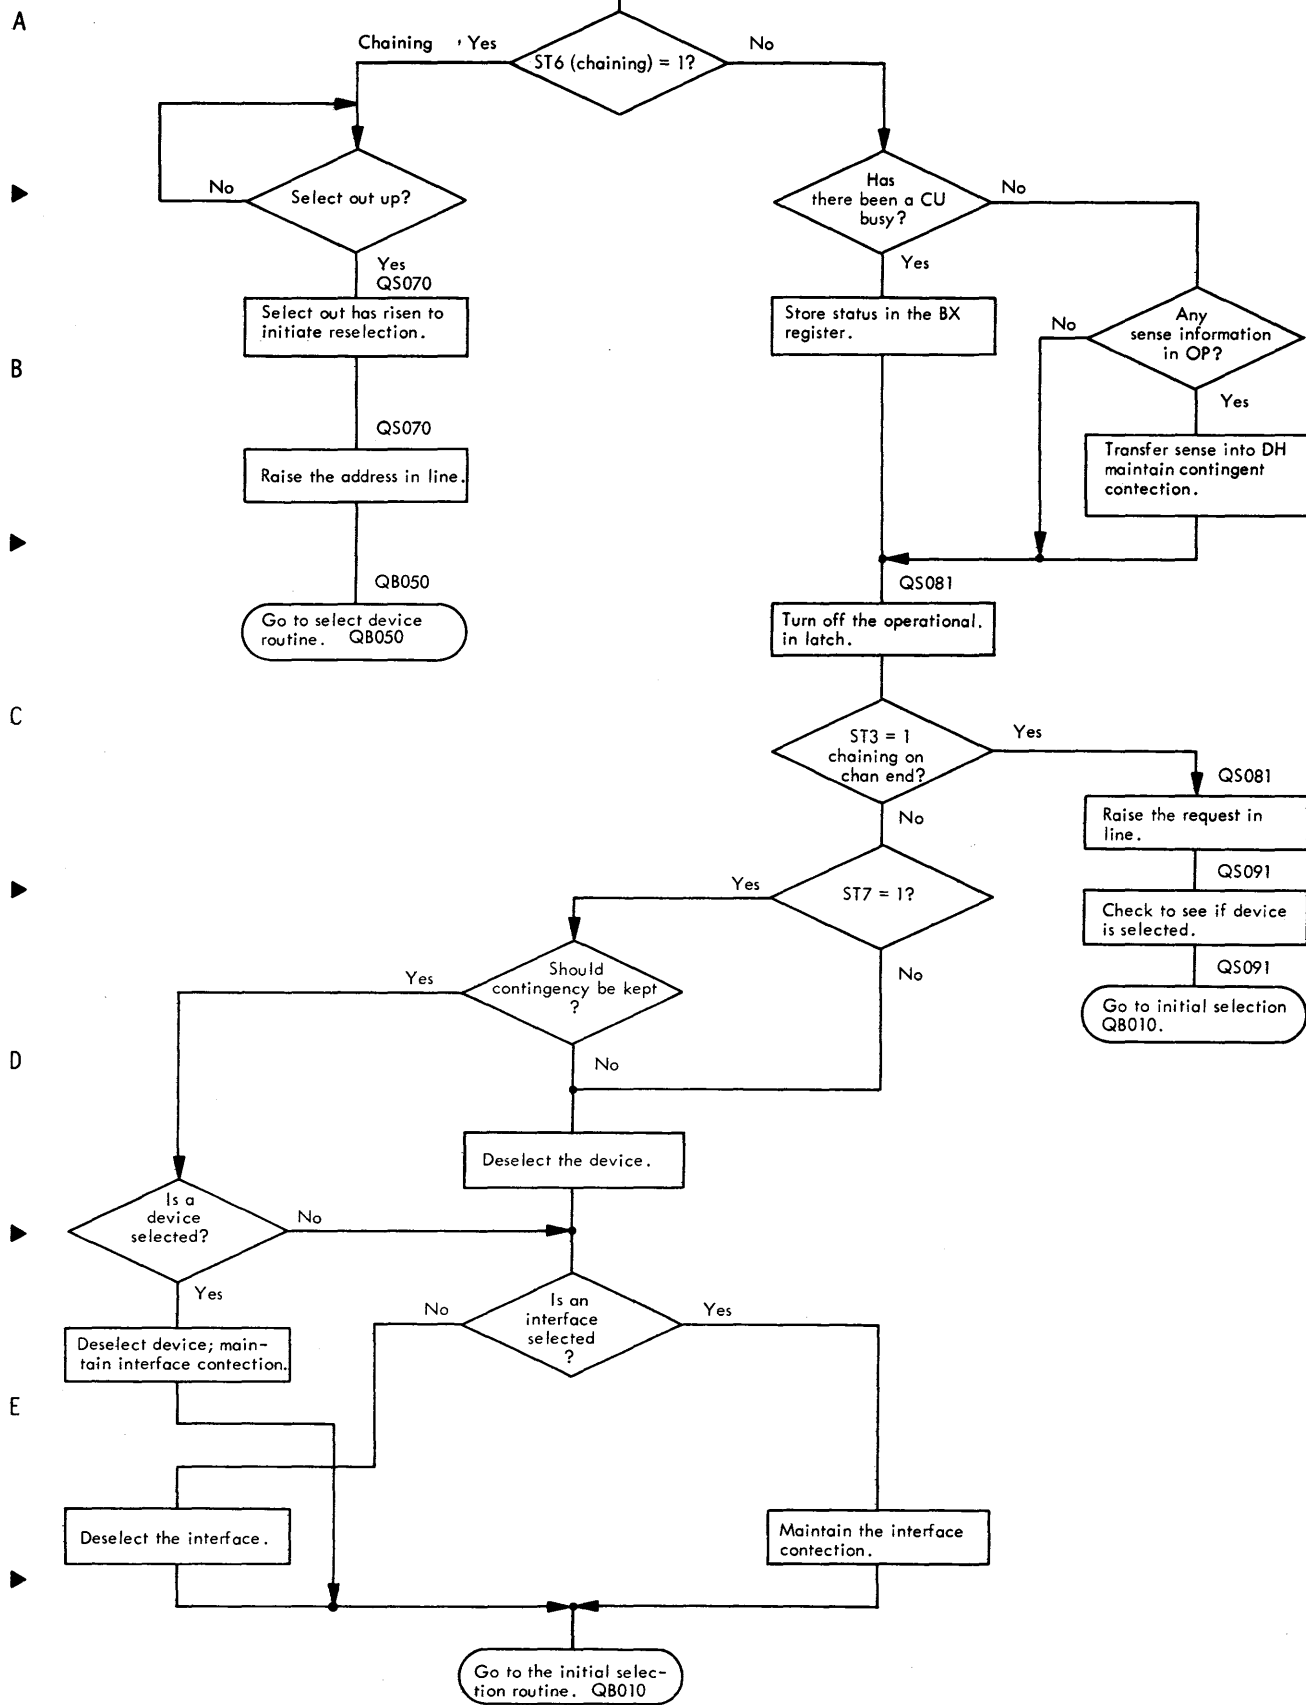 A
Chaining , Yes
ST6 (chaining) = 1?
No
No
Select out up?
Has
there been a CU
busy?
No
Yes
QS070
Yes
Select out has risen to
initiate reselection.
Store status in the BX
register.
No
Any
sense information
in OP?
B
Yes
QS070
Raise the address in line.
Transfer sense into DH
maintain contingent
contection.
QB050
QS081
Go to select device
routine. QB050
Turn off the operational.
in latch.
C
ST3 = 1
chaining on
chan end?
Yes
QS081
No
Raise the request in
line.
QS091
Yes
ST7 = 1?
Check to see if device
is selected.
QS091
No
Yes
Should
contingency be kept
?
Go to initial selection
QB010.
D
No
Deselect the device.
Is a
device
selected?
No
Yes
No
Is an
interface
selected
?
Yes
Deselect device; main-
tain interface contection.
E
Deselect the interface.
Maintain the interface
contection.
Go to the initial selec-
tion routine. QB010